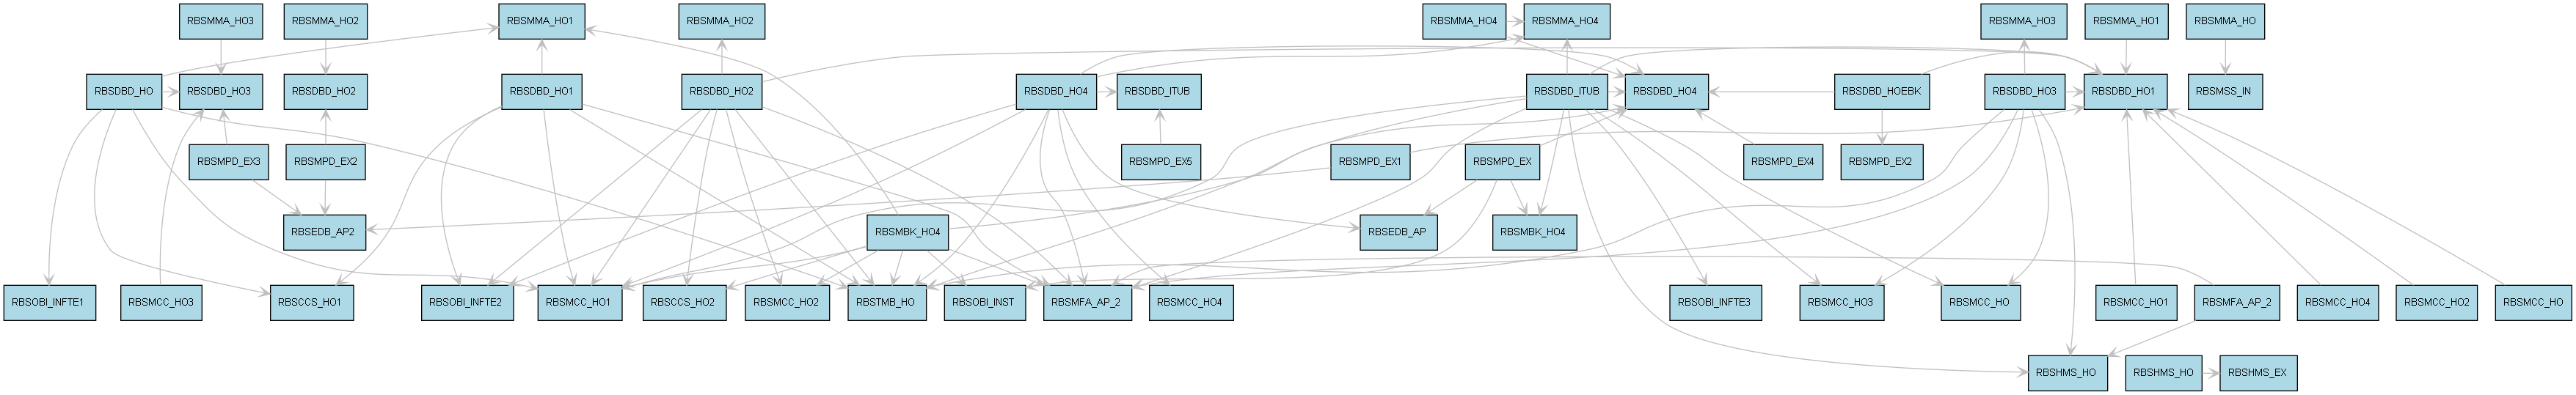 RBSMMA_HO3
RBSMMA_HO2
RBSMMA_HO1
RBSMMA_HO2
RBSMMA_HO4
RBSMMA_HO4
RBSMMA_HO3
RBSMMA_HO1
RBSMMA_HO
RBSDBD_HO
RBSDBD_HO3
RBSDBD_HO2
RBSDBD_HO1
RBSDBD_HO2
RBSDBD_HO4
RBSDBD_ITUB
RBSDBD_ITUB
RBSDBD_HO4
RBSDBD_HOEBK
RBSDBD_HO3
RBSDBD_HO1
RBSMSS_IN
RBSMPD_EX3
RBSMPD_EX2
RBSMPD_EX5
RBSMPD_EX1
RBSMPD_EX
RBSMPD_EX4
RBSMPD_EX2
RBSEDB_AP2
RBSMBK_HO4
RBSEDB_AP
RBSMBK_HO4
RBSOBI_INFTE1
RBSMCC_HO3
RBSCCS_HO1
RBSOBI_INFTE2
RBSMCC_HO1
RBSCCS_HO2
RBSMCC_HO2
RBSTMB_HO
RBSOBI_INST
RBSMFA_AP_2
RBSMCC_HO4
RBSOBI_INFTE3
RBSMCC_HO3
RBSMCC_HO
RBSMCC_HO1
RBSMFA_AP_2
RBSMCC_HO4
RBSMCC_HO2
RBSMCC_HO
RBSHMS_HO
RBSHMS_HO
RBSHMS_EX